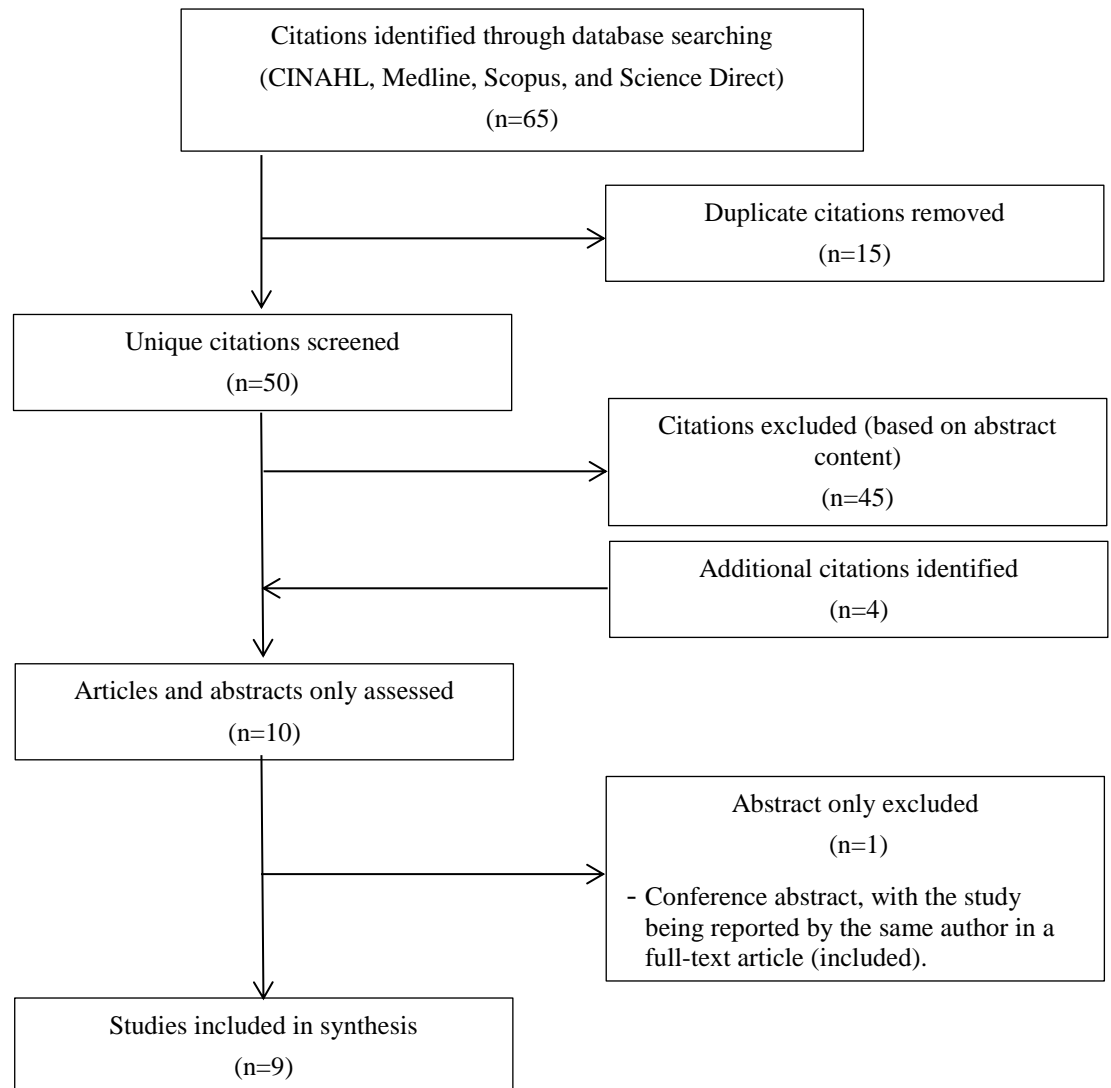 Citations identified through database searching
(CINAHL, Medline, Scopus, and Science Direct)
(n=65)
Duplicate citations removed
(n=15)
Unique citations screened
(n=50)
Citations excluded (based on abstract
content)
(n=45)
Additional citations identified
(n=4)
Articles and abstracts only assessed
(n=10)
Abstract only excluded
(n=1)
- Conference abstract, with the study
being reported by the same author in a
full-text article (included).
Studies included in synthesis
(n=9)